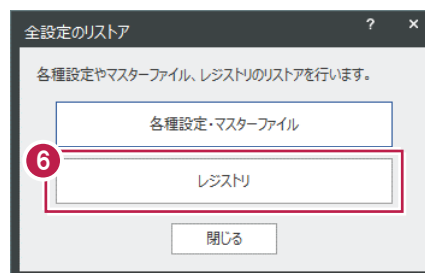 全設定のリストア ? ×
各種設定やマスターファイル、レジストリのリストアを行います。
各種設定・マスターファイル
6
レジストリ
閉じる